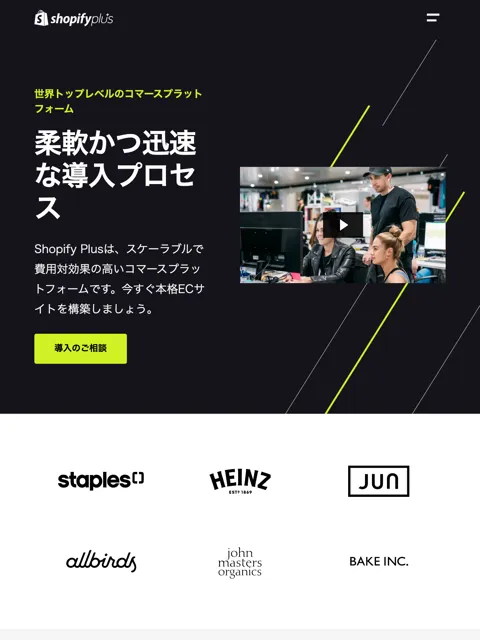 shopifyplus
世界トップレベルのコマースプラット
フォーム
柔軟かつ迅速
な導入プロセ
ス
Shopify Plusは、スケーラブルで
費用対効果の高いコマースプラッ
トフォームです。今すぐ本格ECサ
イトを構築しましょう。
導入のご相談
staples
HEINZ
ESTD 1869
JUN
allbirds
john
masters
organics
BAKE INC.